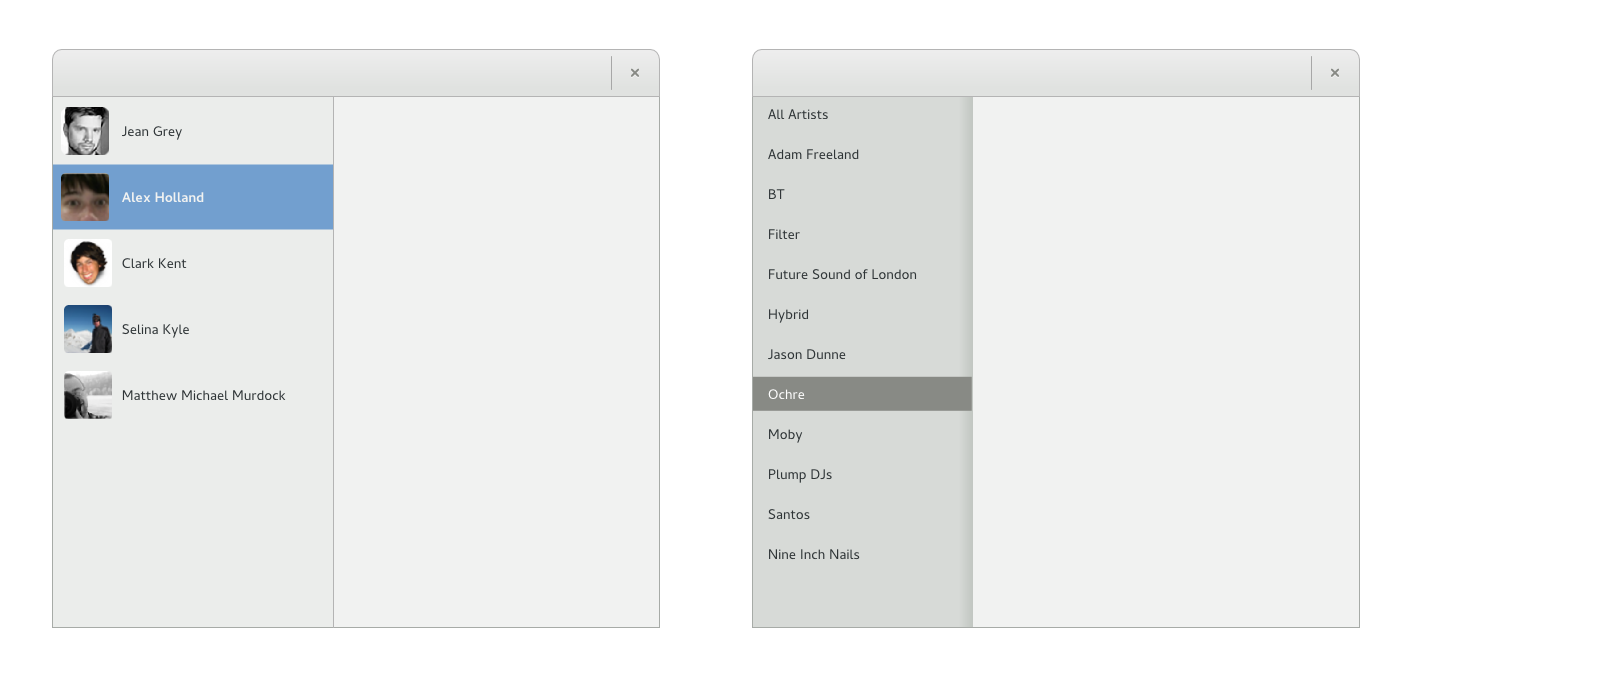 Jean Grey
Alex Holland
Clark Kent
Selina Kyle
Matthew Michael Murdock
All Artists
Adam Freeland
BT
Filter
Future Sound of London
Hybrid
Jason Dunne
Ochre
Moby
Plump DJs
Santos
Nine Inch Nails